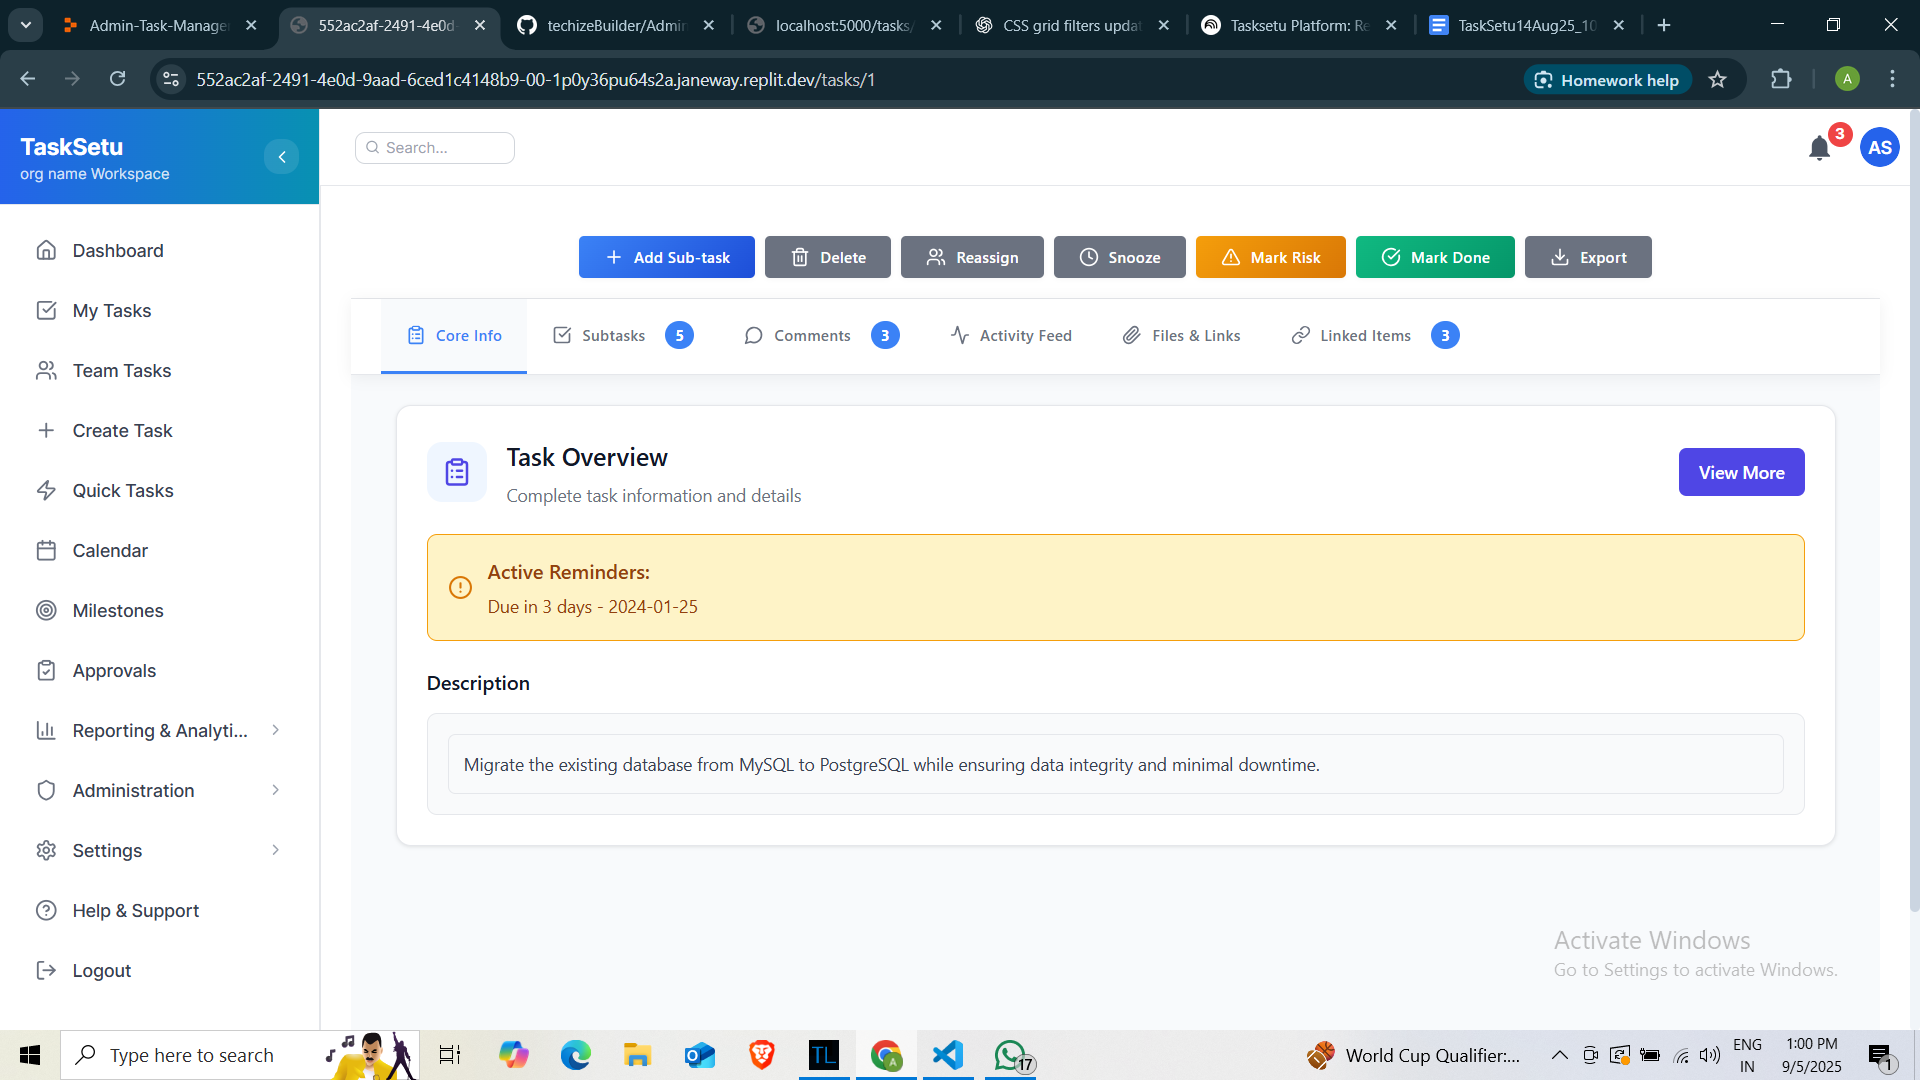 Admin-Task-Manage
552ac2af-2491-4e0d-
techizeBuilder/Admin
localhost:5000/tasks/
CSS grid filters updat
Tasksetu Platform: Re
TaskSetu14Aug25_10
552ac2af-2491-4e0d-9aad-6ced1c4148b9-00-1p0y36pu64s2a.janeway.replit.dev/tasks/1
Homework help
A
TaskSetu
org name Workspace
Search...
3
AS
Dashboard
My Tasks
Team Tasks
Create Task
Quick Tasks
Calendar
Milestones
Approvals
Reporting & Analyti...
Administration
Settings
Help & Support
Logout
Add Sub-task
Delete
Reassign
Snooze
Mark Risk
Mark Done
Export
Core Info
Subtasks 5
Comments 3
Activity Feed
Files & Links
Linked Items 3
Task Overview
Complete task information and details
View More
Active Reminders:
Due in 3 days - 2024-01-25
Description
Migrate the existing database from MySQL to PostgreSQL while ensuring data integrity and minimal downtime.
Activate Windows
Go to Settings to activate Windows.
Type here to search
TL
A
17
World Cup Qualifier:...
ENG
IN
1:00 PM
9/5/2025
1